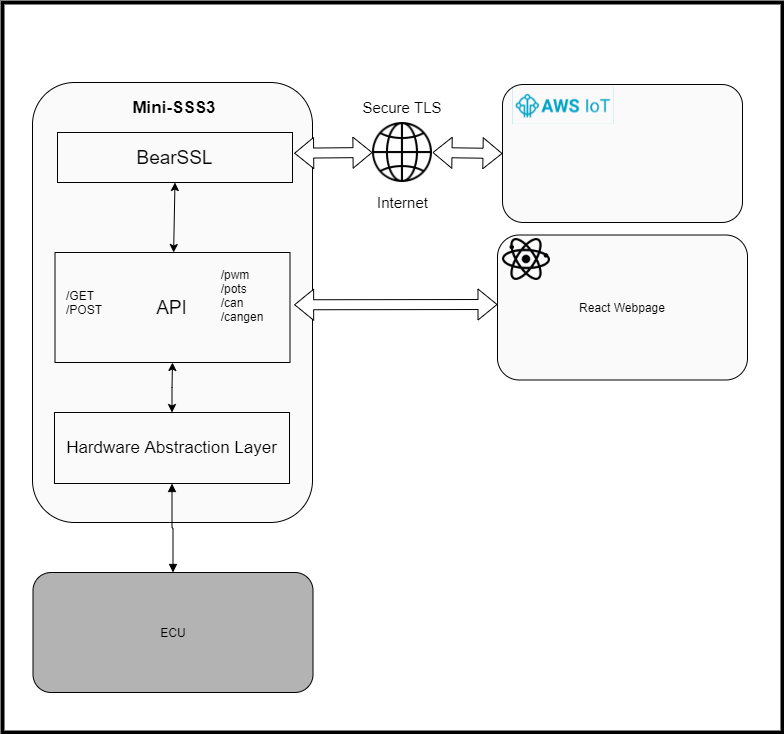 Mini-SSS3
BearSSL
Secure TLS
Internet
AWS IoT
/GET
/POST
API
/pwm
/pots
/can
/cangen
React Webpage
Hardware Abstraction Layer
ECU